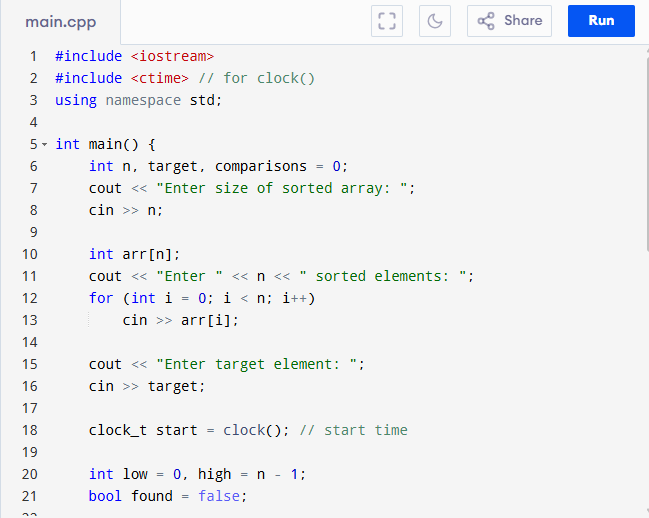 main.cpp
Share
Run
1 #include <iostream>
2 #include <ctime> // for clock()
3 using namespace std;
4
5 int main() {
6     int n, target, comparisons = 0;
7     cout << "Enter size of sorted array: ";
8     cin >> n;
9
10     int arr[n];
11     cout << "Enter " << n << " sorted elements: ";
12     for (int i = 0; i < n; i++)
13         cin >> arr[i];
14
15     cout << "Enter target element: ";
16     cin >> target;
17
18     clock_t start = clock(); // start time
19
20     int low = 0, high = n - 1;
21     bool found = false;